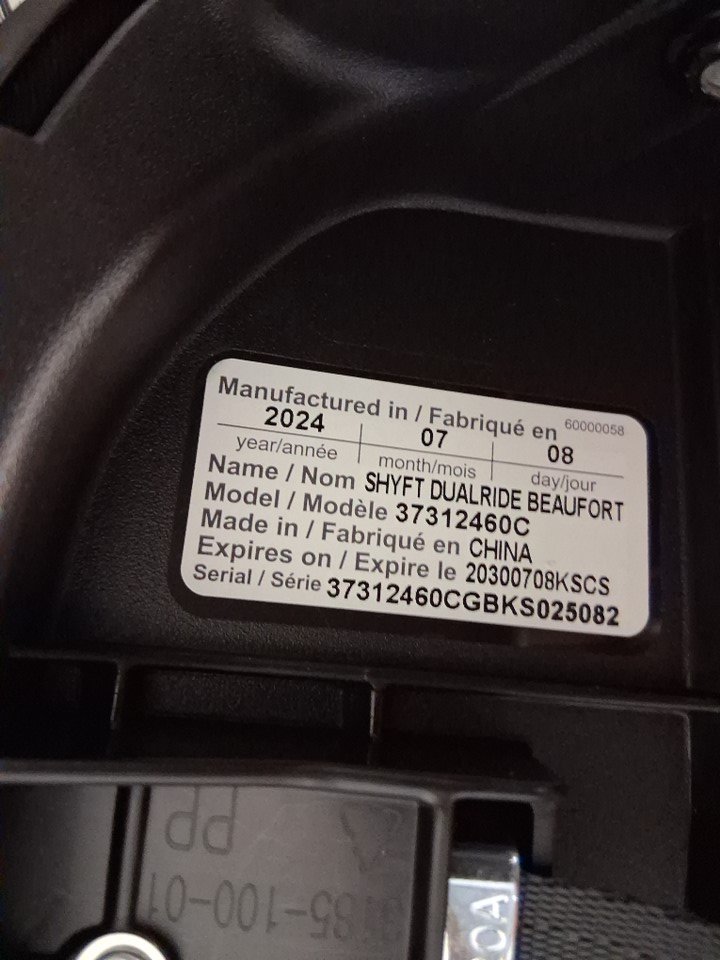 Manufactured in / Fabriqué en 60000058
2024 07 08
year/année month/mois day/jour
Name / Nom SHYFT DUALRIDE BEAUFORT
Model / Modèle 37312460C
Made in / Fabriqué en CHINA
Expires on / Expire le 20300708KSCS
Serial / Série 37312460CGBKS025082
PP